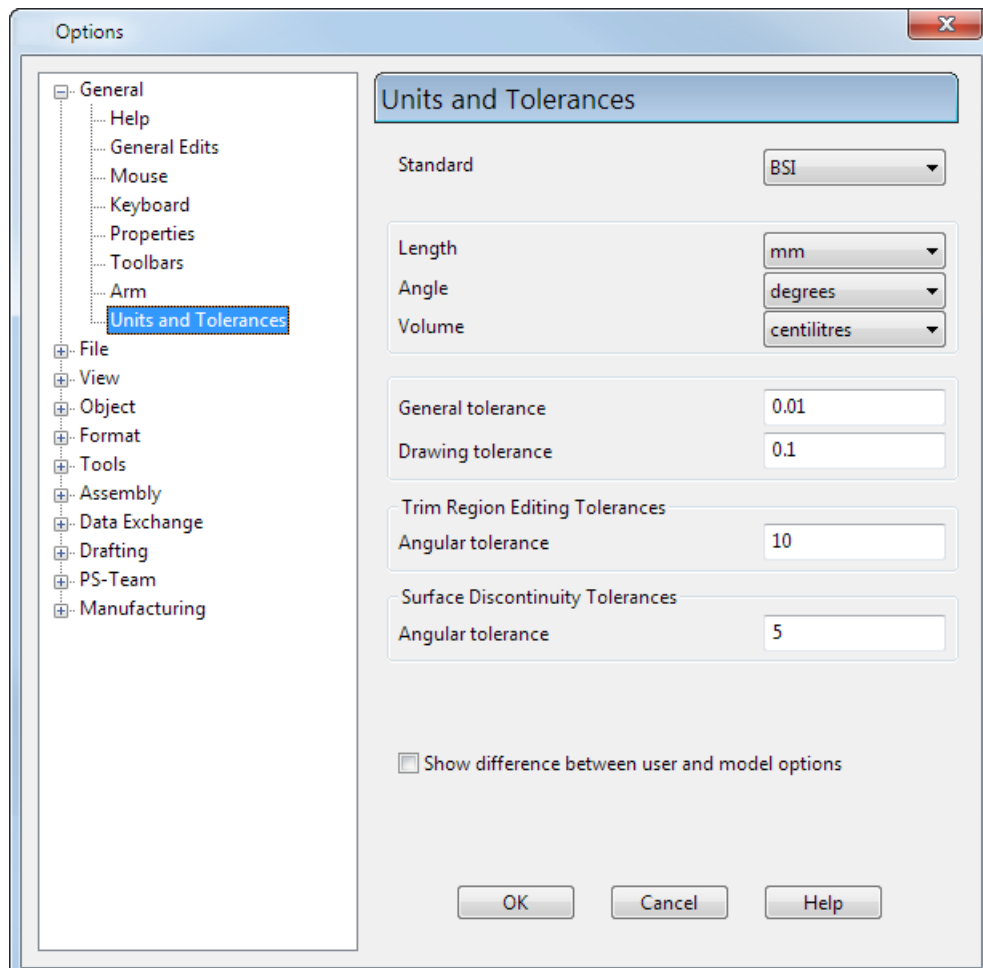 Options
General
Help
General Edits
Mouse
Keyboard
Properties
Toolbars
Arm
Units and Tolerances
File
View
Object
Format
Tools
Assembly
Data Exchange
Drafting
PS-Team
Manufacturing
Units and Tolerances
Standard BSI
Length mm
Angle degrees
Volume centilitres
General tolerance 0.01
Drawing tolerance 0.1
Trim Region Editing Tolerances
Angular tolerance 10
Surface Discontinuity Tolerances
Angular tolerance 5
Show difference between user and model options
OK Cancel Help